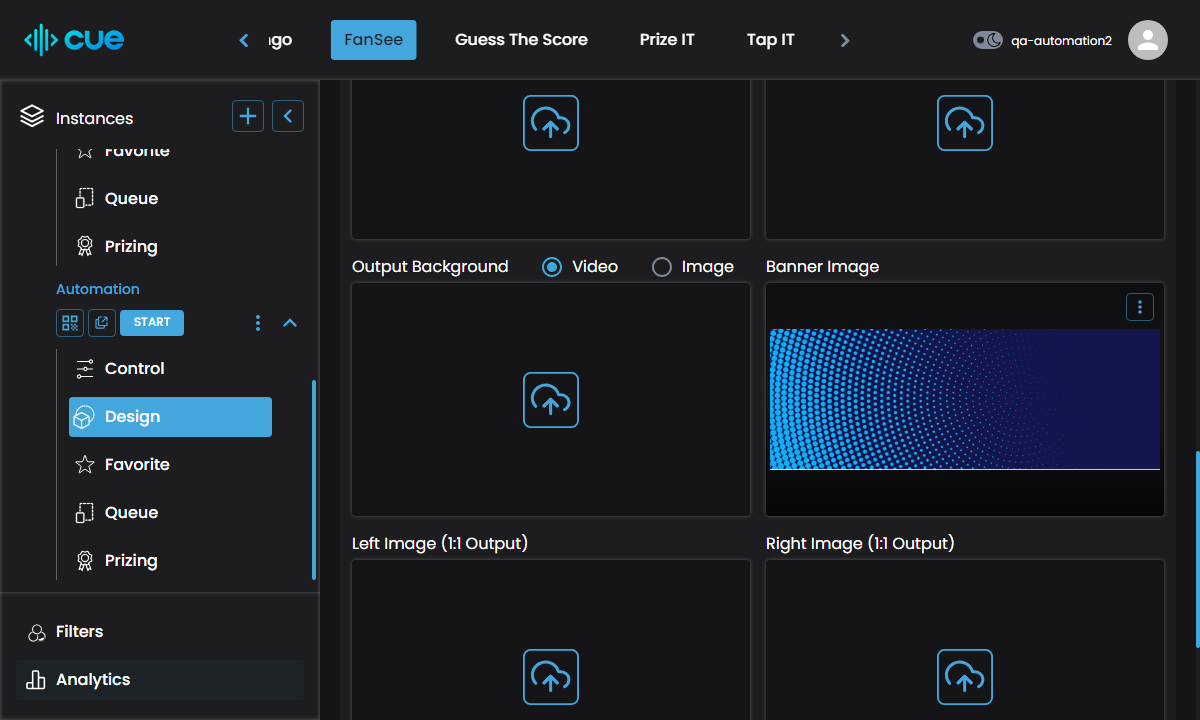 cue
ngo
FanSee
Guess The Score
Prize IT
Tap IT
qa-automation2
Instances
Favorite
Queue
Prizing
Automation
START
Control
Design
Favorite
Queue
Prizing
Filters
Analytics
Output Background
Video
Image
Banner Image
Left Image (1:1 Output)
Right Image (1:1 Output)